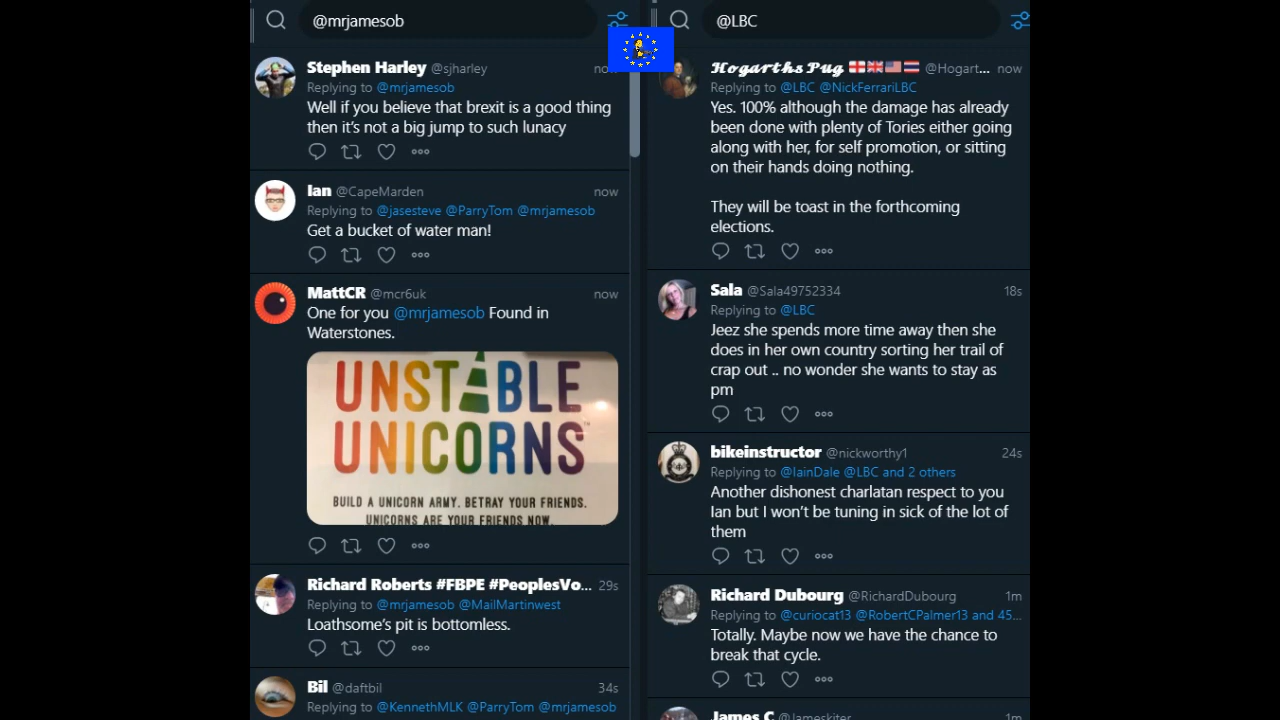 @mrjamesob
Stephen Harley @sjharley now
Replying to @mrjamesob
Well if you believe that brexit is a good thing
then it's not a big jump to such lunacy
Ian @CapeMarden now
Replying to @jasesteve @ParryTom @mrjamesob
Get a bucket of water man!
MattCR @mcr6uk now
One for you @mrjamesob Found in
Waterstones.
UNSTABLE
UNICORNS™
BUILD A UNICORN ARMY. BETRAY YOUR FRIENDS.
UNICORNS ARE YOUR FRIENDS NOW.
Richard Roberts #FBPE #PeoplesVo... 29s
Replying to @mrjamesob @MailMartinwest
Loathsome's pit is bottomless.
Bil @daftbil 34s
Replying to @KennethMLK @ParryTom @mrjamesob
@LBC
Hogarths Pug @Hogart... now
Replying to @LBC @NickFerrariLBC
Yes. 100% although the damage has already
been done with plenty of Tories either going
along with her, for self promotion, or sitting
on their hands doing nothing.
They will be toast in the forthcoming
elections.
Sala @Sala49752334 18s
Replying to @LBC
Jeez she spends more time away then she
does in her own country sorting her trail of
crap out .. no wonder she wants to stay as
pm
bikeinstructor @nickworthy1 24s
Replying to @IainDale @LBC and 2 others
Another dishonest charlatan respect to you
Ian but I won't be tuning in sick of the lot of
them
Richard Dubourg @RichardDubourg 1m
Replying to @curiocat13 @RobertCPalmer13 and 45...
Totally. Maybe now we have the chance to
break that cycle.
James C @Jameskiter 1m